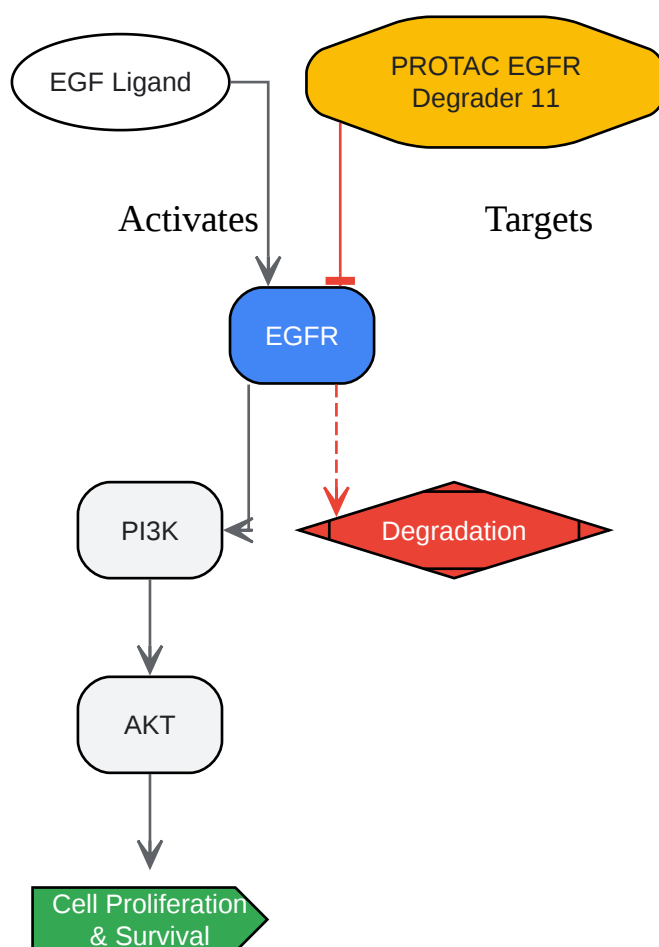 EGF Ligand
PROTAC EGFR
Degrader 11
Activates
Targets
EGFR
PI3K
Degradation
AKT
Cell Proliferation
& Survival